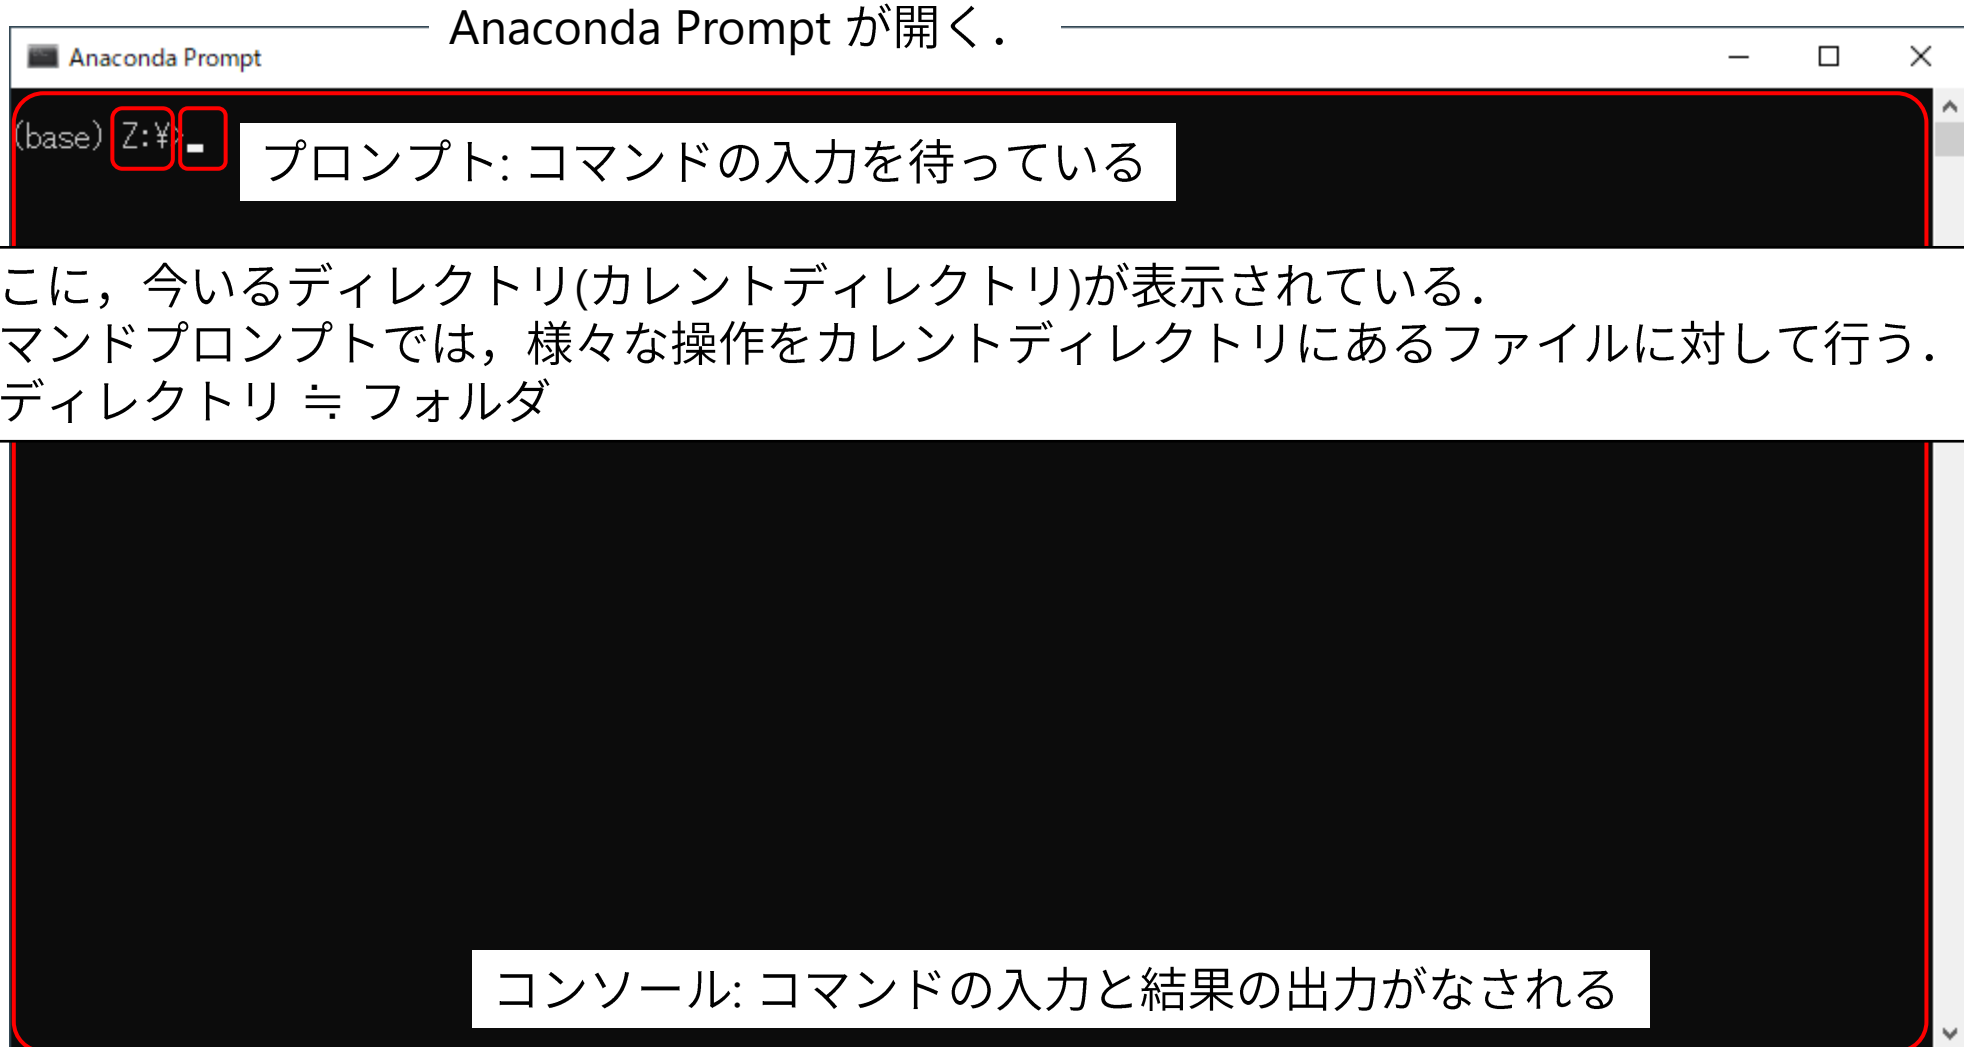 Anaconda Prompt が開く．
Anaconda Prompt
(base) Z:¥>
プロンプト: コマンドの入力を待っている
こに，今いるディレクトリ(カレントディレクトリ)が表示されている．
マンドプロンプトでは，様々な操作をカレントディレクトリにあるファイルに対して行う．
ディレクトリ ≒ フォルダ
コンソール: コマンドの入力と結果の出力がなされる